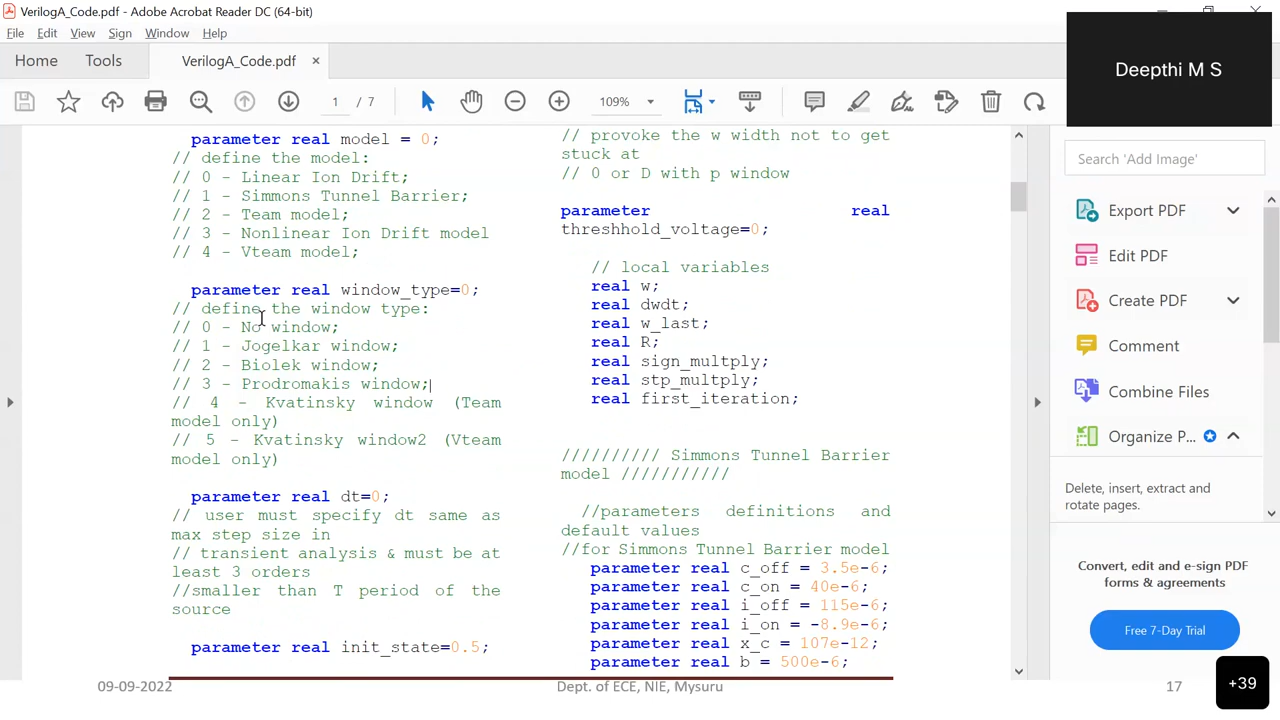 VerilogA_Code.pdf - Adobe Acrobat Reader DC (64-bit)
File Edit View Sign Window Help
Home Tools VerilogA_Code.pdf ×
1 / 7 109%
Deepthi M S
parameter real model = 0;
// define the model:
// 0 - Linear Ion Drift;
// 1 - Simmons Tunnel Barrier;
// 2 - Team model;
// 3 - Nonlinear Ion Drift model
// 4 - Vteam model;
parameter real window_type=0;
// define the window type:
// 0 - No window;
// 1 - Jogelkar window;
// 2 - Biolek window;
// 3 - Prodromakis window;
// 4 - Kvatinsky window (Team
model only)
// 5 - Kvatinsky window2 (Vteam
model only)
parameter real dt=0;
// user must specify dt same as
max step size in
// transient analysis & must be at
least 3 orders
//smaller than T period of the
source
parameter real init_state=0.5;
// provoke the w width not to get
stuck at
// 0 or D with p window
parameter real
threshhold_voltage=0;
// local variables
real w;
real dwdt;
real w_last;
real R;
real sign_multply;
real stp_multply;
real first_iteration;
////////// Simmons Tunnel Barrier
model ///////////
//parameters definitions and
default values
//for Simmons Tunnel Barrier model
parameter real c_off = 3.5e-6;
parameter real c_on = 40e-6;
parameter real i_off = 115e-6;
parameter real i_on = -8.9e-6;
parameter real x_c = 107e-12;
parameter real b = 500e-6;
Search 'Add Image'
Export PDF
Edit PDF
Create PDF
Comment
Combine Files
Organize P...
Delete, insert, extract and
rotate pages.
Convert, edit and e-sign PDF
forms & agreements
Free 7-Day Trial
09-09-2022 Dept. of ECE, NIE, Mysuru 17
+39